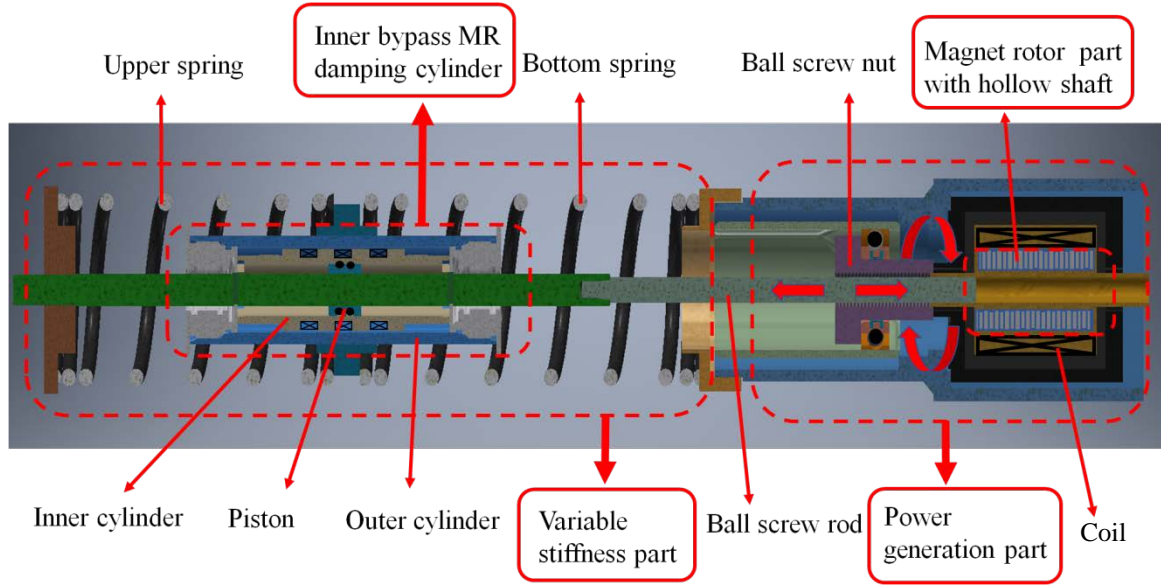 Upper spring
Inner bypass MR
damping cylinder
Bottom spring
Ball screw nut
Magnet rotor part
with hollow shaft
Inner cylinder
Piston
Outer cylinder
Variable
stiffness part
Ball screw rod
Power
generation part
Coil